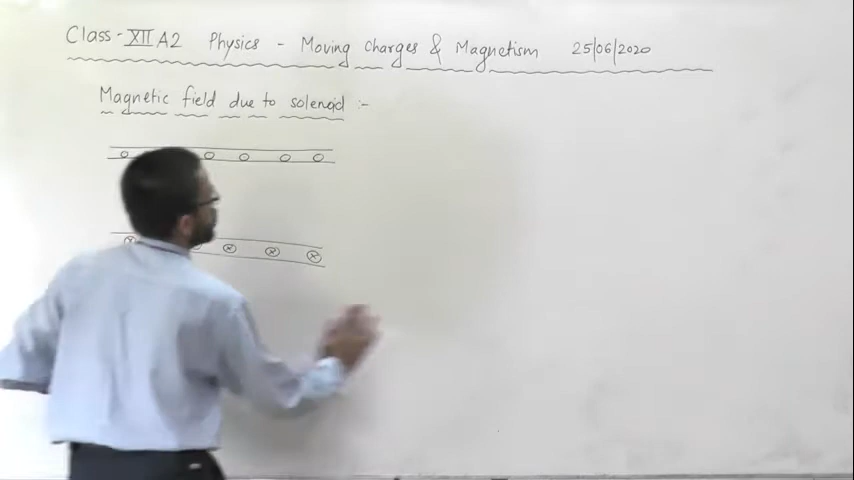 Class - XII A2 Physics - Moving Charges & Magnetism 25/06/2020
Magnetic field due to solenoid :-